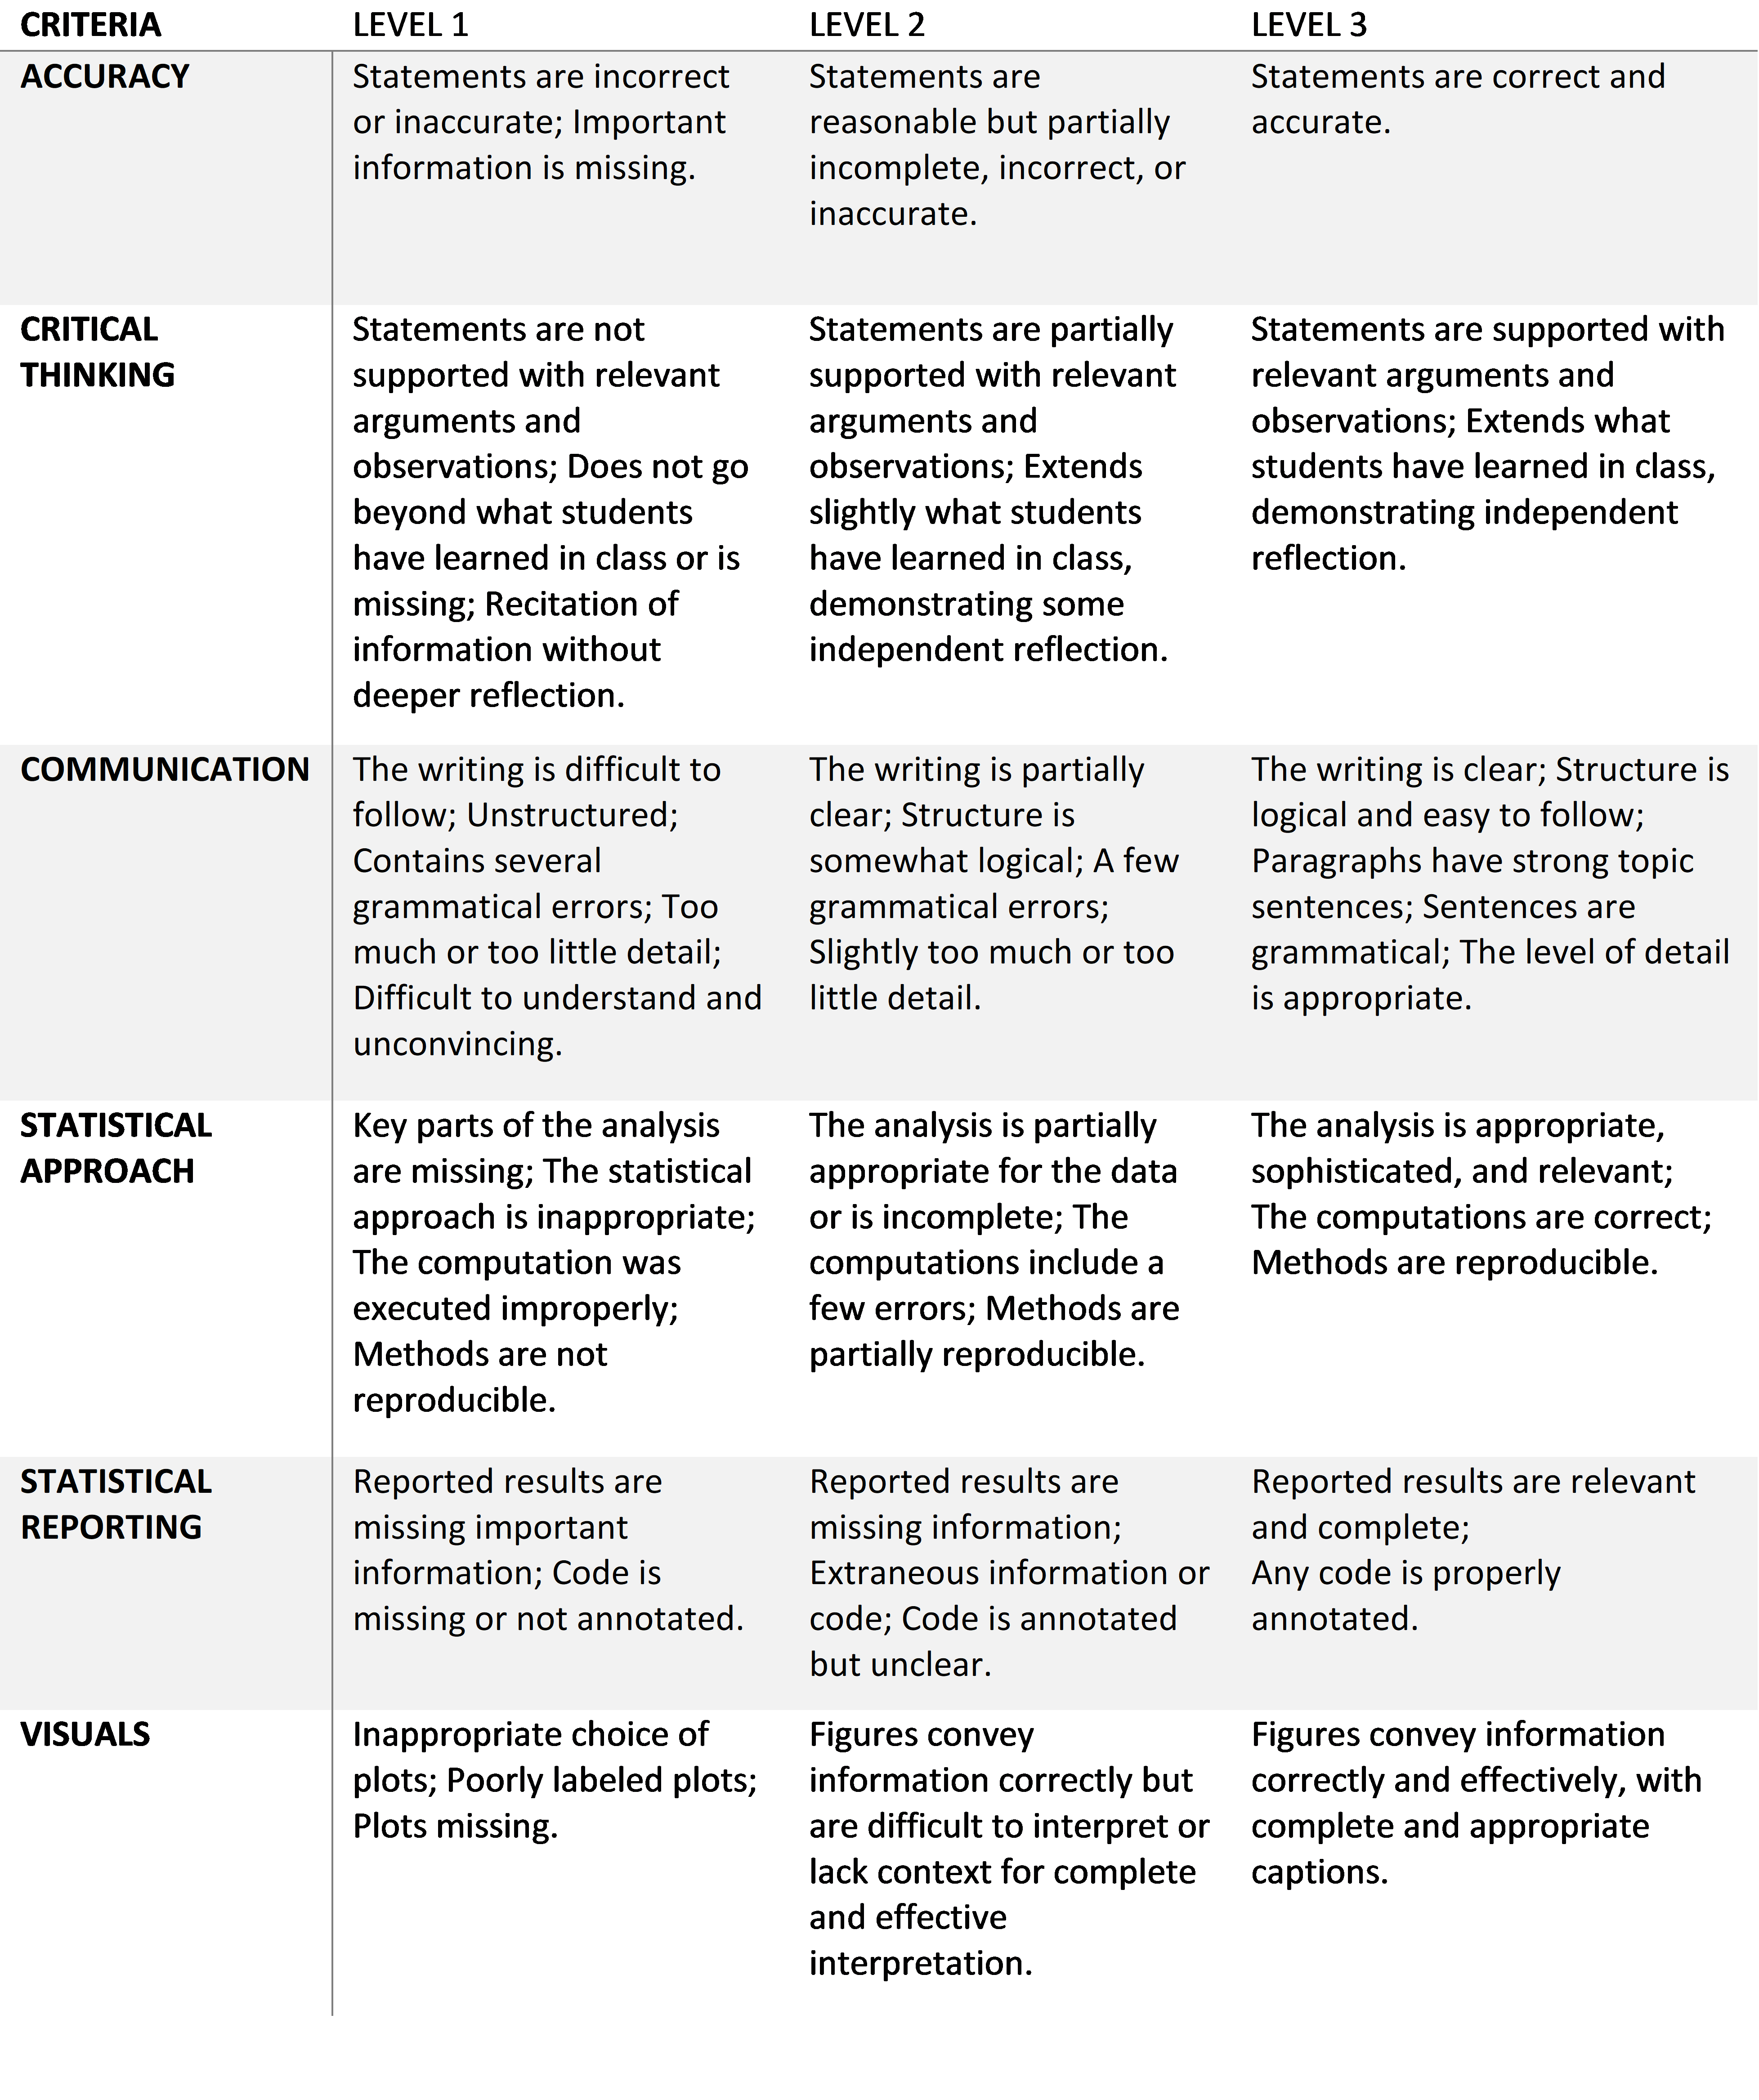 CRITERIA LEVEL 1 LEVEL 2 LEVEL 3
ACCURACY
Statements are incorrect
or inaccurate; Important
information is missing.
Statements are
reasonable but partially
incomplete, incorrect, or
inaccurate.
Statements are correct and
accurate.
CRITICAL
THINKING
Statements are not
supported with relevant
arguments and
observations; Does not go
beyond what students
have learned in class or is
missing; Recitation of
information without
deeper reflection.
Statements are partially
supported with relevant
arguments and
observations; Extends
slightly what students
have learned in class,
demonstrating some
independent reflection.
Statements are supported with
relevant arguments and
observations; Extends what
students have learned in class,
demonstrating independent
reflection.
COMMUNICATION
The writing is difficult to
follow; Unstructured;
Contains several
grammatical errors; Too
much or too little detail;
Difficult to understand and
unconvincing.
The writing is partially
clear; Structure is
somewhat logical; A few
grammatical errors;
Slightly too much or too
little detail.
The writing is clear; Structure is
logical and easy to follow;
Paragraphs have strong topic
sentences; Sentences are
grammatical; The level of detail
is appropriate.
STATISTICAL
APPROACH
Key parts of the analysis
are missing; The statistical
approach is inappropriate;
The computation was
executed improperly;
Methods are not
reproducible.
The analysis is partially
appropriate for the data
or is incomplete; The
computations include a
few errors; Methods are
partially reproducible.
The analysis is appropriate,
sophisticated, and relevant;
The computations are correct;
Methods are reproducible.
STATISTICAL
REPORTING
Reported results are
missing important
information; Code is
missing or not annotated.
Reported results are
missing information;
Extraneous information or
code; Code is annotated
but unclear.
Reported results are relevant
and complete;
Any code is properly
annotated.
VISUALS
Inappropriate choice of
plots; Poorly labeled plots;
Plots missing.
Figures convey
information correctly but
are difficult to interpret or
lack context for complete
and effective
interpretation.
Figures convey information
correctly and effectively, with
complete and appropriate
captions.